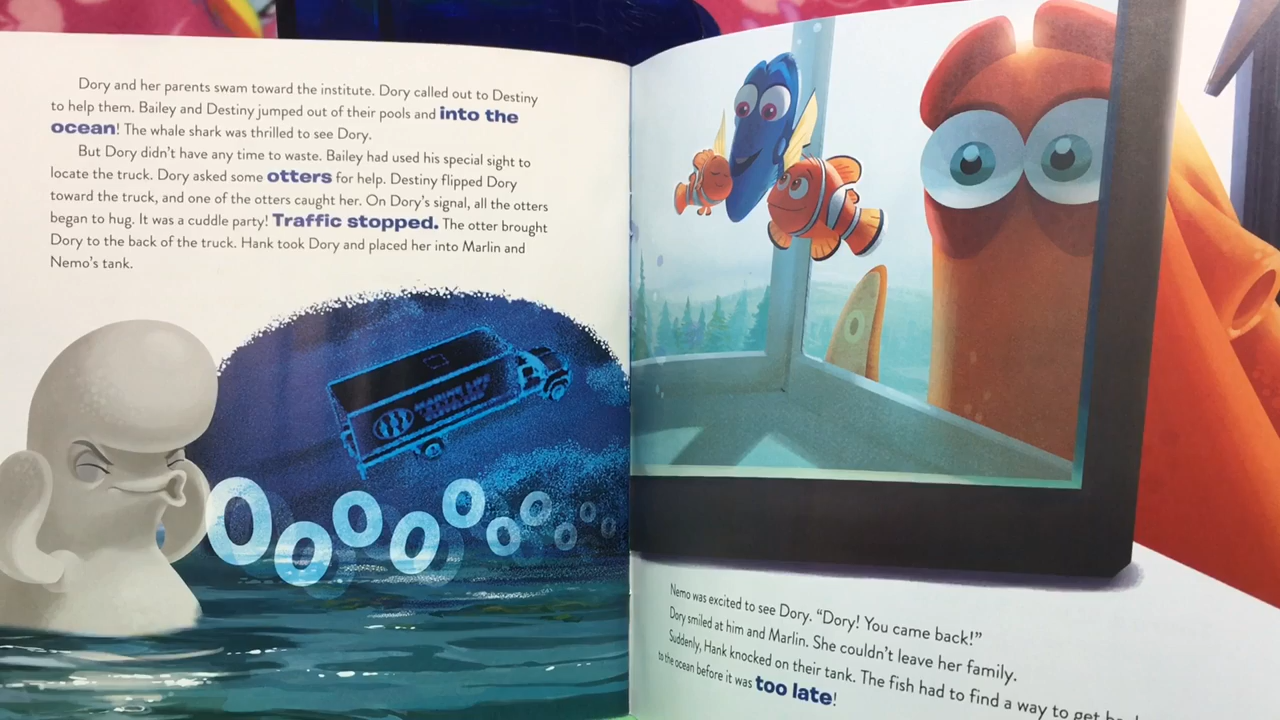 Dory and her parents swam toward the institute. Dory called out to Destiny
to help them. Bailey and Destiny jumped out of their pools and into the
ocean! The whale shark was thrilled to see Dory.
But Dory didn't have any time to waste. Bailey had used his special sight to
locate the truck. Dory asked some otters for help. Destiny flipped Dory
toward the truck, and one of the otters caught her. On Dory's signal, all the otters
began to hug. It was a cuddle party! Traffic stopped. The otter brought
Dory to the back of the truck. Hank took Dory and placed her into Marlin and
Nemo's tank.
OooOooooo
Nemo was excited to see Dory. "Dory! You came back!"
Dory smiled at him and Marlin. She couldn't leave her family.
Suddenly, Hank knocked on their tank. The fish had to find a way to get
to the ocean before it was too late!